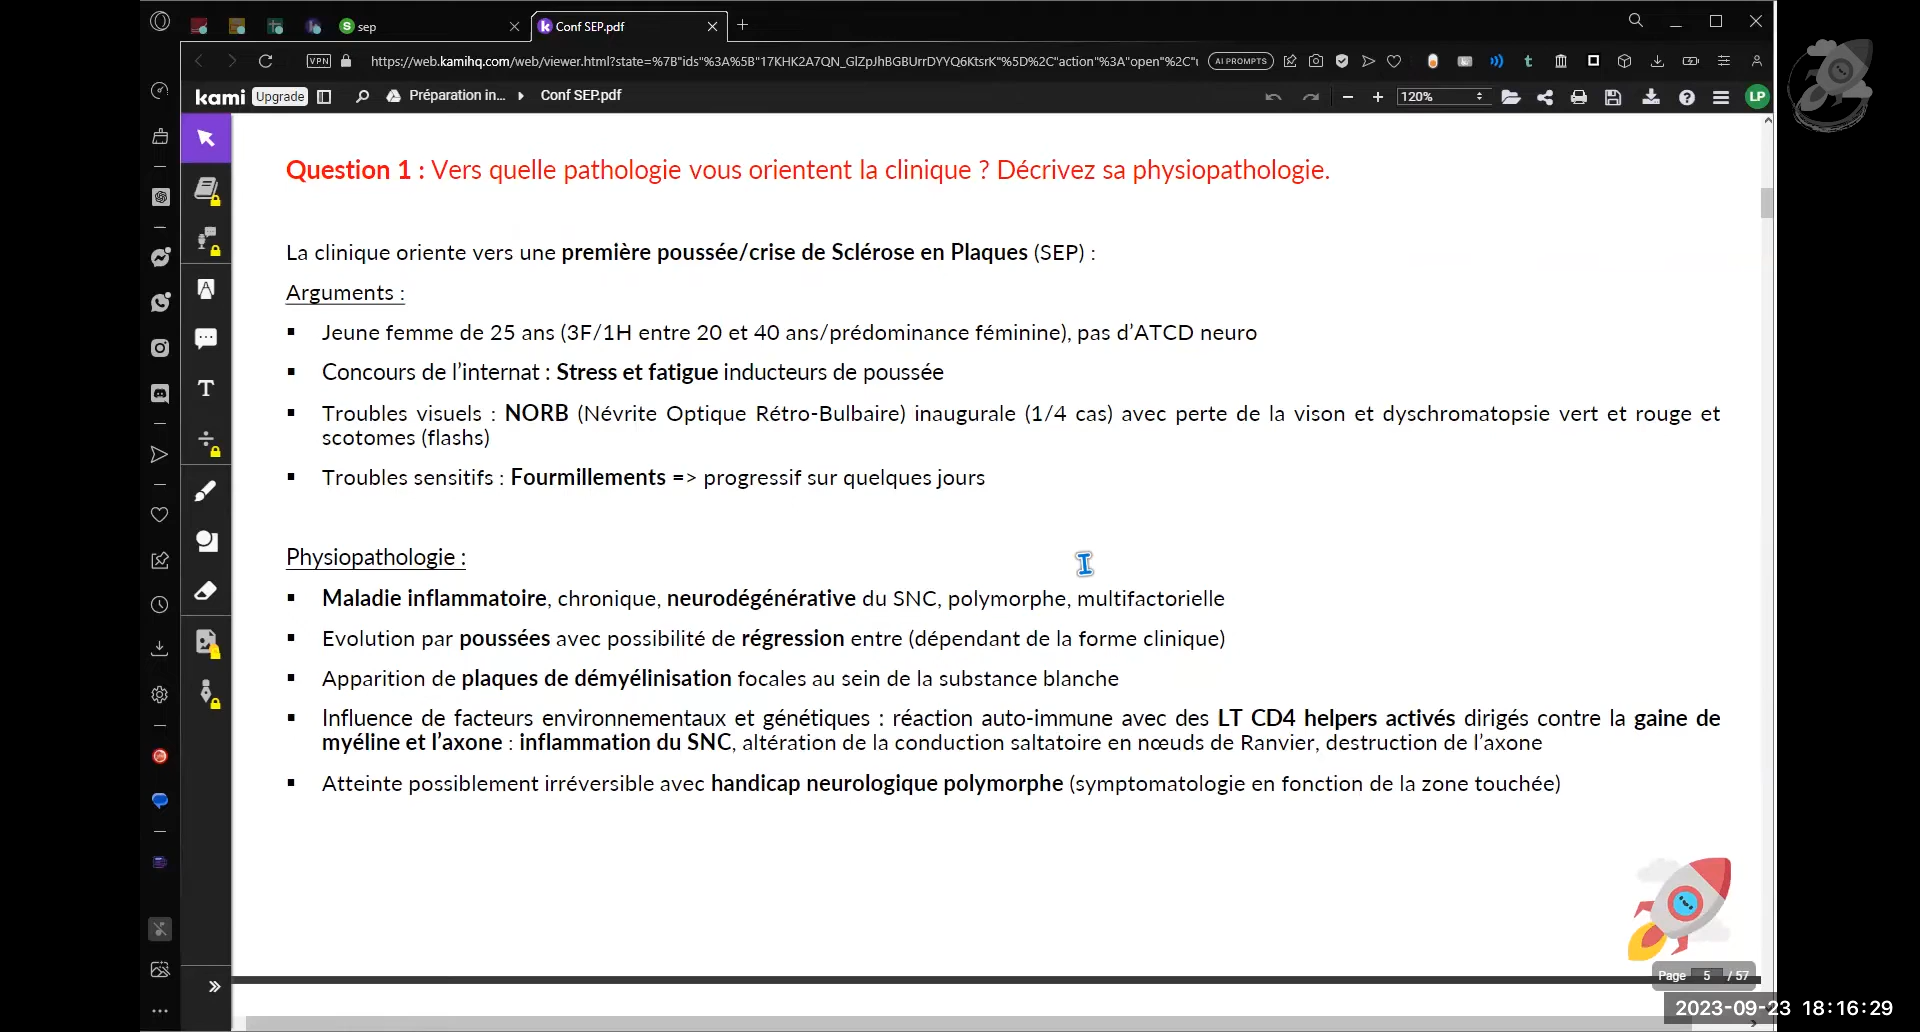 sep
Conf SEP.pdf
VPN
https://web.kamihq.com/web/viewer.html?state=%7B"ids"%3A%5B"17KHK2A7QN_GlZpJhBGBUrrDYYQ6KtsrK"%5D%2C"action"%3A"open"%2C"u
AI PROMPTS
kami
Upgrade
Préparation in...
Conf SEP.pdf
120%
LP
Question 1 : Vers quelle pathologie vous orientent la clinique ? Décrivez sa physiopathologie.
La clinique oriente vers une première poussée/crise de Sclérose en Plaques (SEP) :
Arguments :
▪ Jeune femme de 25 ans (3F/1H entre 20 et 40 ans/prédominance féminine), pas d’ATCD neuro
▪ Concours de l’internat : Stress et fatigue inducteurs de poussée
▪ Troubles visuels : NORB (Névrite Optique Rétro-Bulbaire) inaugurale (1/4 cas) avec perte de la vison et dyschromatopsie vert et rouge et
scotomes (flashs)
▪ Troubles sensitifs : Fourmillements => progressif sur quelques jours
Physiopathologie :
▪ Maladie inflammatoire, chronique, neurodégénérative du SNC, polymorphe, multifactorielle
▪ Evolution par poussées avec possibilité de régression entre (dépendant de la forme clinique)
▪ Apparition de plaques de démyélinisation focales au sein de la substance blanche
▪ Influence de facteurs environnementaux et génétiques : réaction auto-immune avec des LT CD4 helpers activés dirigés contre la gaine de
myéline et l’axone : inflammation du SNC, altération de la conduction saltatoire en nœuds de Ranvier, destruction de l’axone
▪ Atteinte possiblement irréversible avec handicap neurologique polymorphe (symptomatologie en fonction de la zone touchée)
Page 5 / 57
2023-09-23 18:16:29